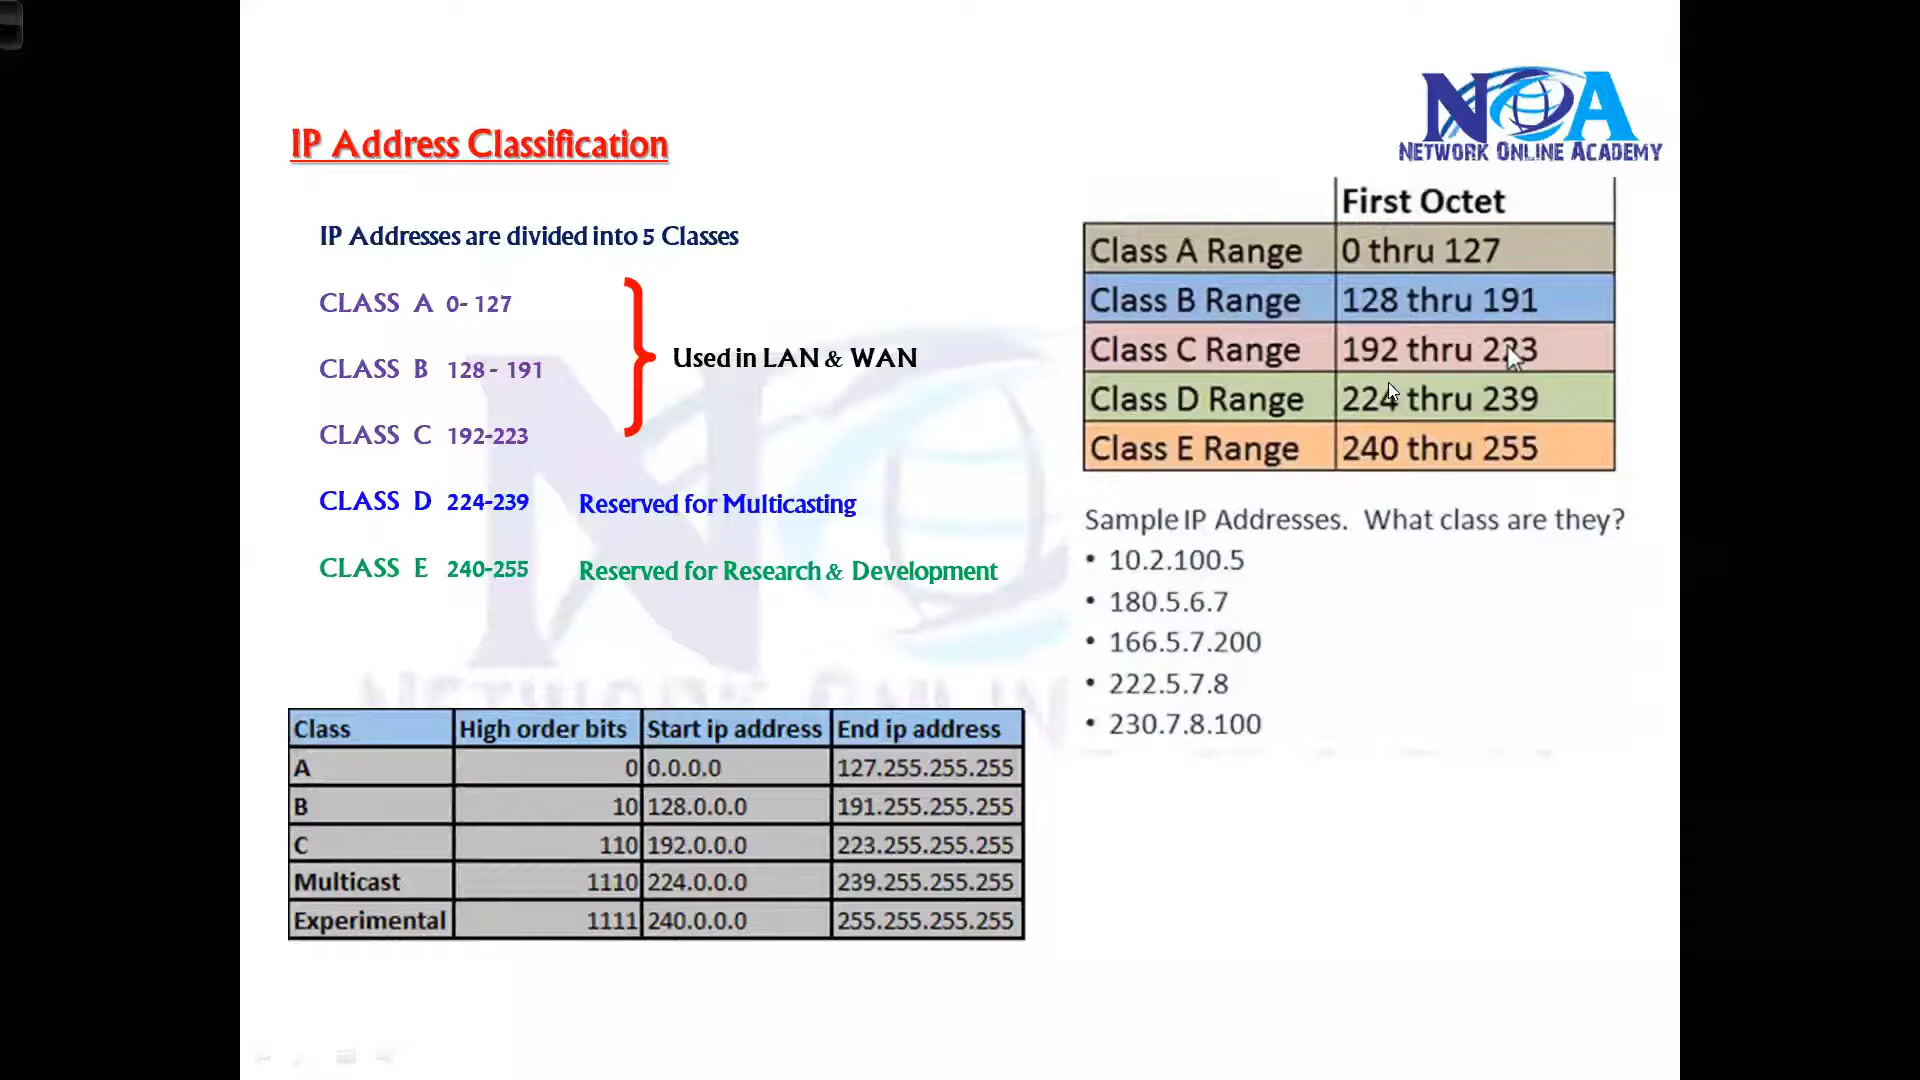 NOA
NETWORK ONLINE ACADEMY
IP Address Classification
IP Addresses are divided into 5 Classes
CLASS A 0- 127
CLASS B 128 - 191
CLASS C 192-223
Used in LAN & WAN
CLASS D 224-239 Reserved for Multicasting
CLASS E 240-255 Reserved for Research & Development
First Octet
Class A Range 0 thru 127
Class B Range 128 thru 191
Class C Range 192 thru 223
Class D Range 224 thru 239
Class E Range 240 thru 255
Sample IP Addresses. What class are they?
• 10.2.100.5
• 180.5.6.7
• 166.5.7.200
• 222.5.7.8
• 230.7.8.100
Class High order bits Start ip address End ip address
A 0 0.0.0.0 127.255.255.255
B 10 128.0.0.0 191.255.255.255
C 110 192.0.0.0 223.255.255.255
Multicast 1110 224.0.0.0 239.255.255.255
Experimental 1111 240.0.0.0 255.255.255.255
NETWORK ONLIN